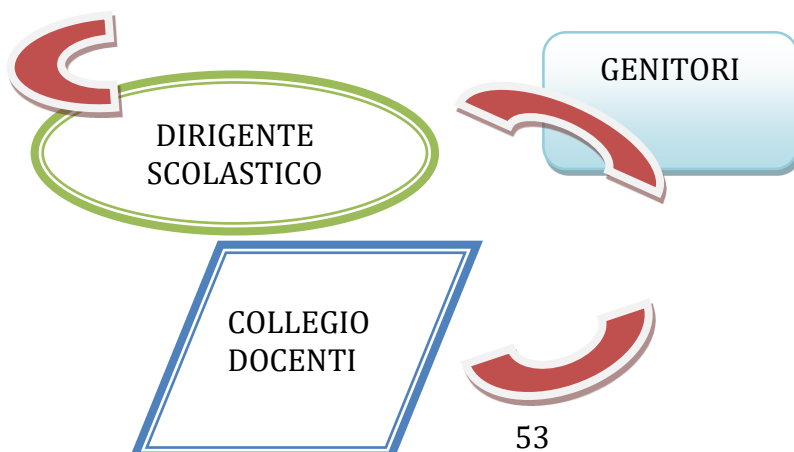 GENITORI
DIRIGENTE
SCOLASTICO
COLLEGIO
DOCENTI
53